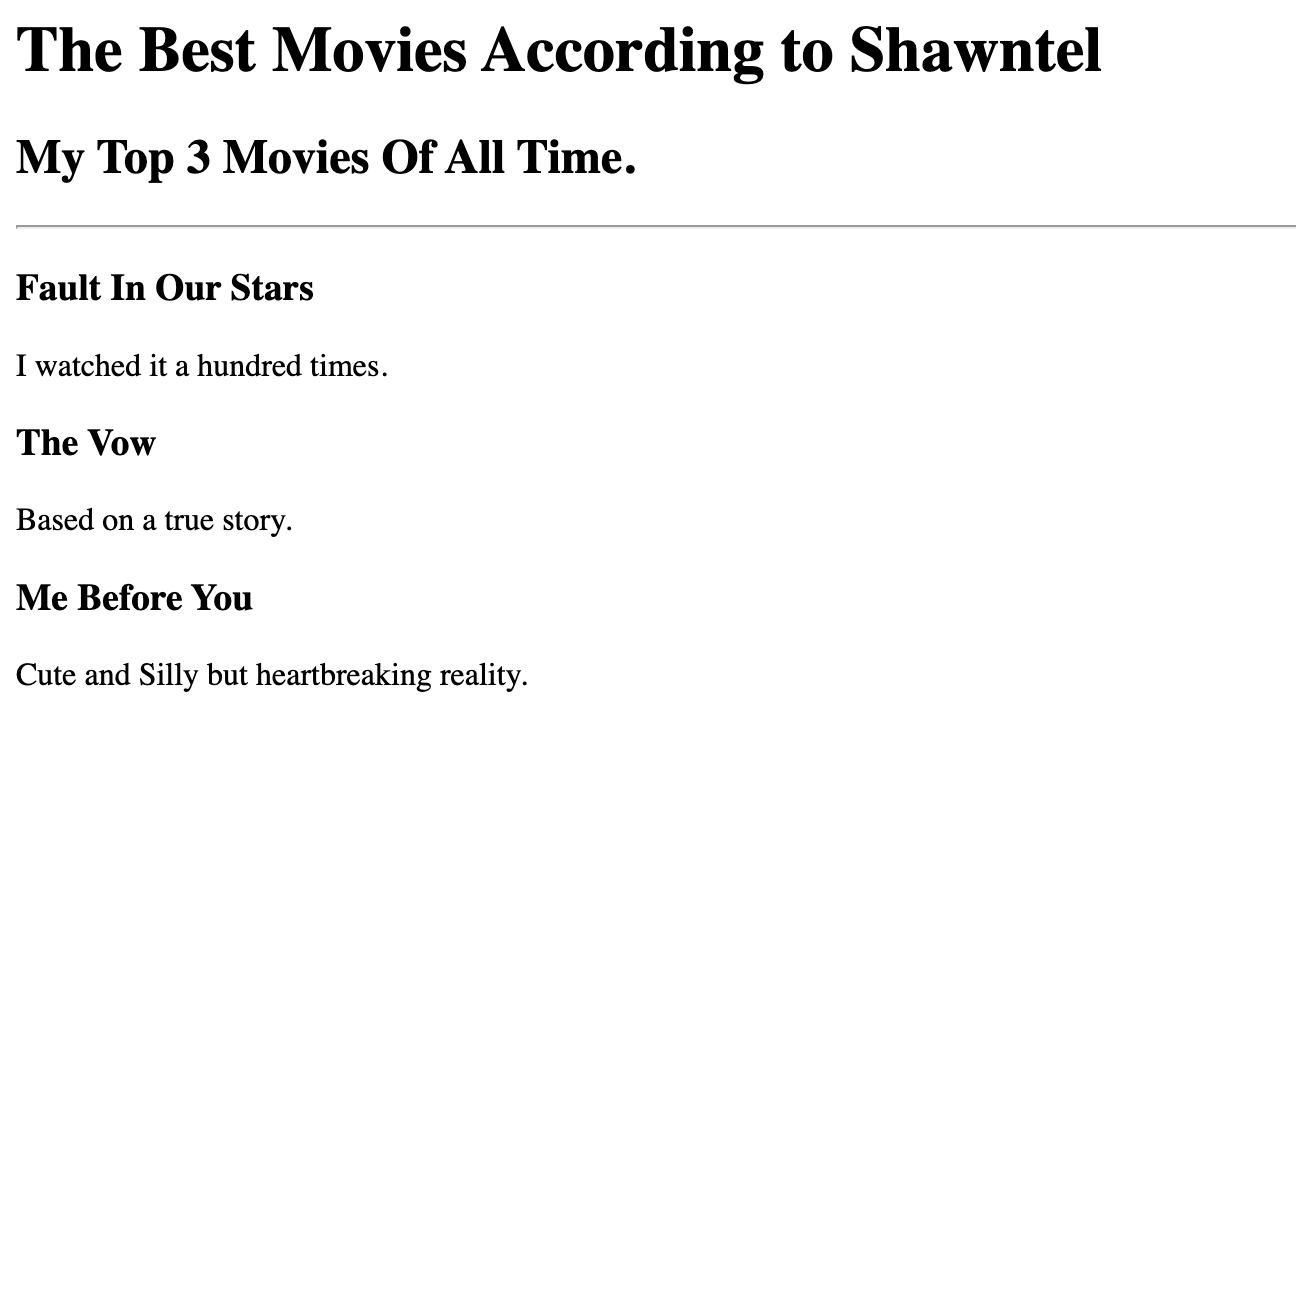 The Best Movies According to Shawntel
My Top 3 Movies Of All Time.
Fault In Our Stars
I watched it a hundred times.
The Vow
Based on a true story.
Me Before You
Cute and Silly but heartbreaking reality.